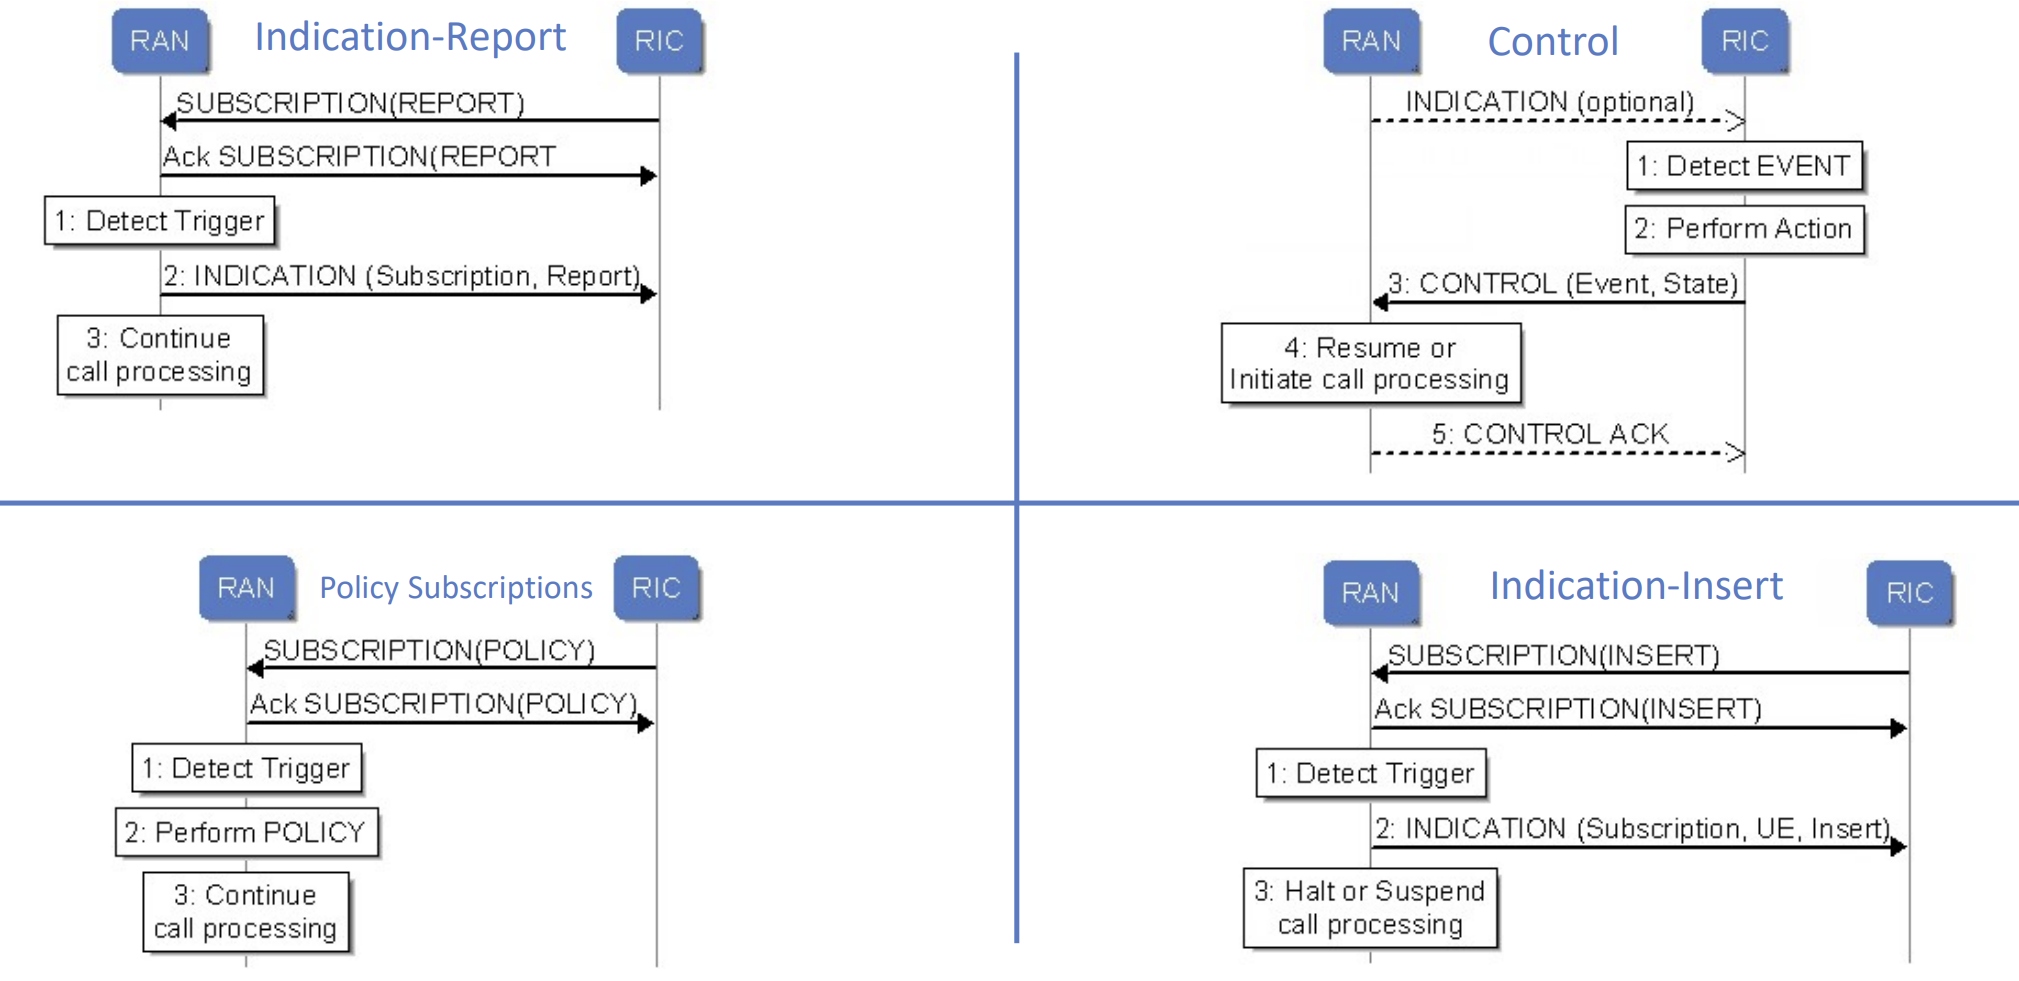 RAN
Indication-Report
RIC
SUBSCRIPTION(REPORT)
Ack SUBSCRIPTION(REPORT
1: Detect Trigger
2: INDICATION (Subscription, Report)
3: Continue
call processing
RAN
Control
RIC
INDICATION (optional)
1: Detect EVENT
2: Perform Action
3: CONTROL (Event, State)
4: Resume or
Initiate call processing
5: CONTROL ACK
RAN
Policy Subscriptions
RIC
SUBSCRIPTION(POLICY)
Ack SUBSCRIPTION(POLICY)
1: Detect Trigger
2: Perform POLICY
3: Continue
call processing
RAN
Indication-Insert
RIC
SUBSCRIPTION(INSERT)
Ack SUBSCRIPTION(INSERT)
1: Detect Trigger
2: INDICATION (Subscription, UE, Insert)
3: Halt or Suspend
call processing